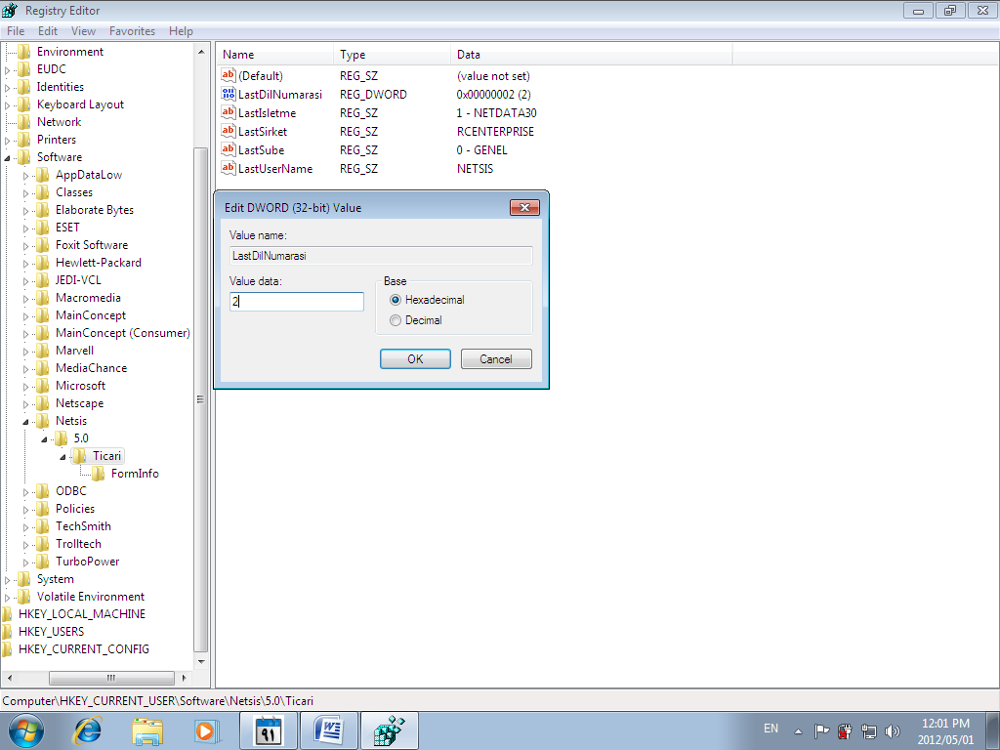 Registry Editor
File Edit View Favorites Help
Environment
EUDC
Identities
Keyboard Layout
Network
Printers
Software
AppDataLow
Classes
Elaborate Bytes
ESET
Foxit Software
Hewlett-Packard
JEDI-VCL
Macromedia
MainConcept
MainConcept (Consumer)
Marvell
MediaChance
Microsoft
Netscape
Netsis
5.0
Ticari
FormInfo
ODBC
Policies
TechSmith
Trolltech
TurboPower
System
Volatile Environment
HKEY_LOCAL_MACHINE
HKEY_USERS
HKEY_CURRENT_CONFIG
Name Type Data
(Default) REG_SZ (value not set)
LastDilNumarasi REG_DWORD 0x00000002 (2)
LastIsletme REG_SZ 1 - NETDATA30
LastSirket REG_SZ RCENTERPRISE
LastSube REG_SZ 0 - GENEL
LastUserName REG_SZ NETSIS
Edit DWORD (32-bit) Value
Value name:
LastDilNumarasi
Value data:
2
Base
Hexadecimal
Decimal
OK Cancel
Computer\HKEY_CURRENT_USER\Software\Netsis\5.0\Ticari
۹۱
EN
12:01 PM
2012/05/01